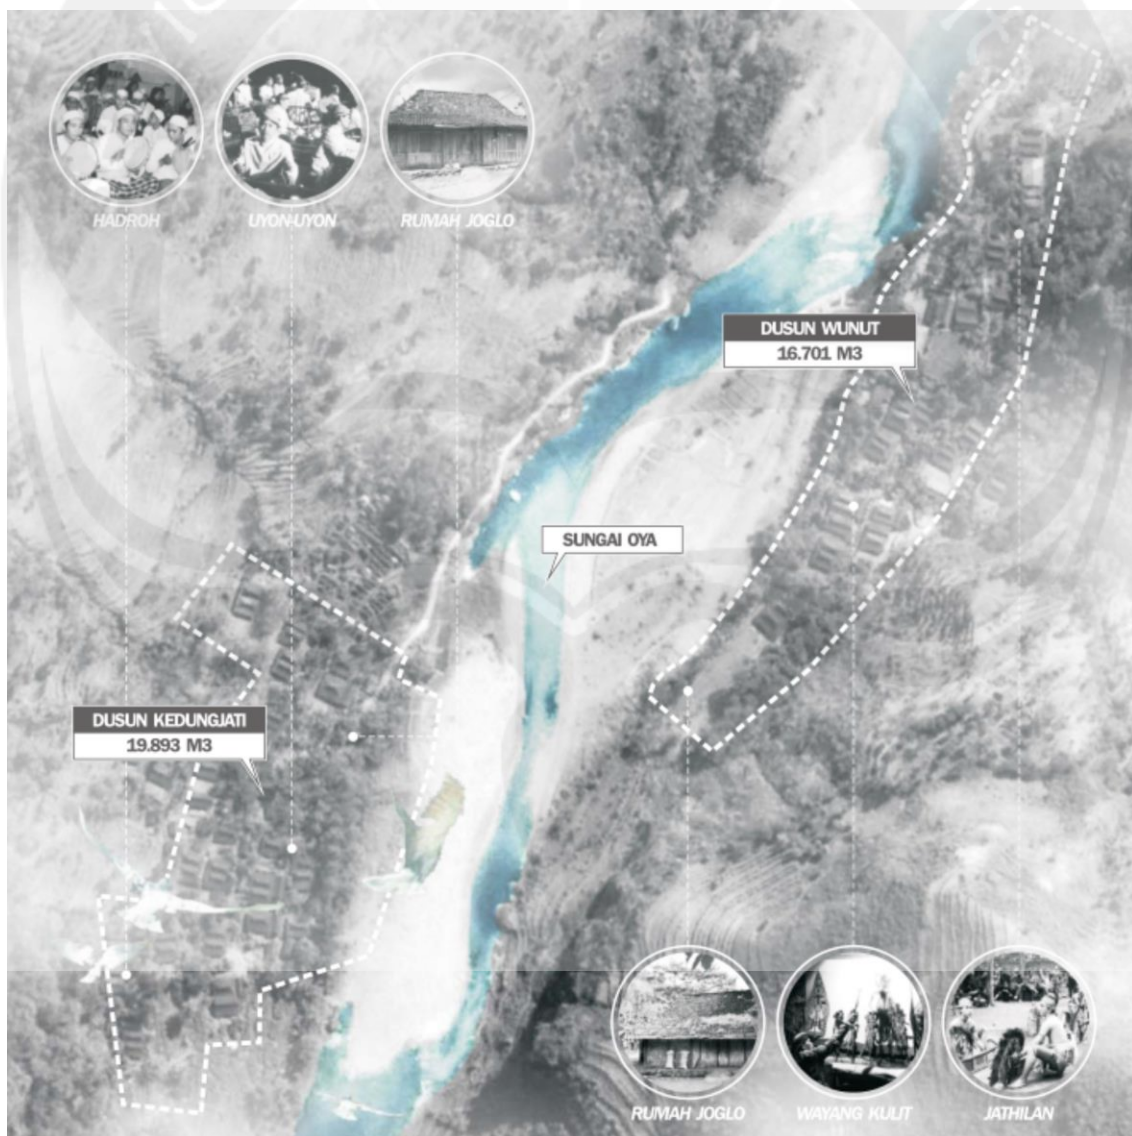 HADROH
UYON-UYON
RUMAH JOGLO
DUSUN WUNUT
16.701 M3
SUNGAI OYA
DUSUN KEDUNGJATI
19.893 M3
RUMAH JOGLO
WAYANG KULIT
JATHILAN